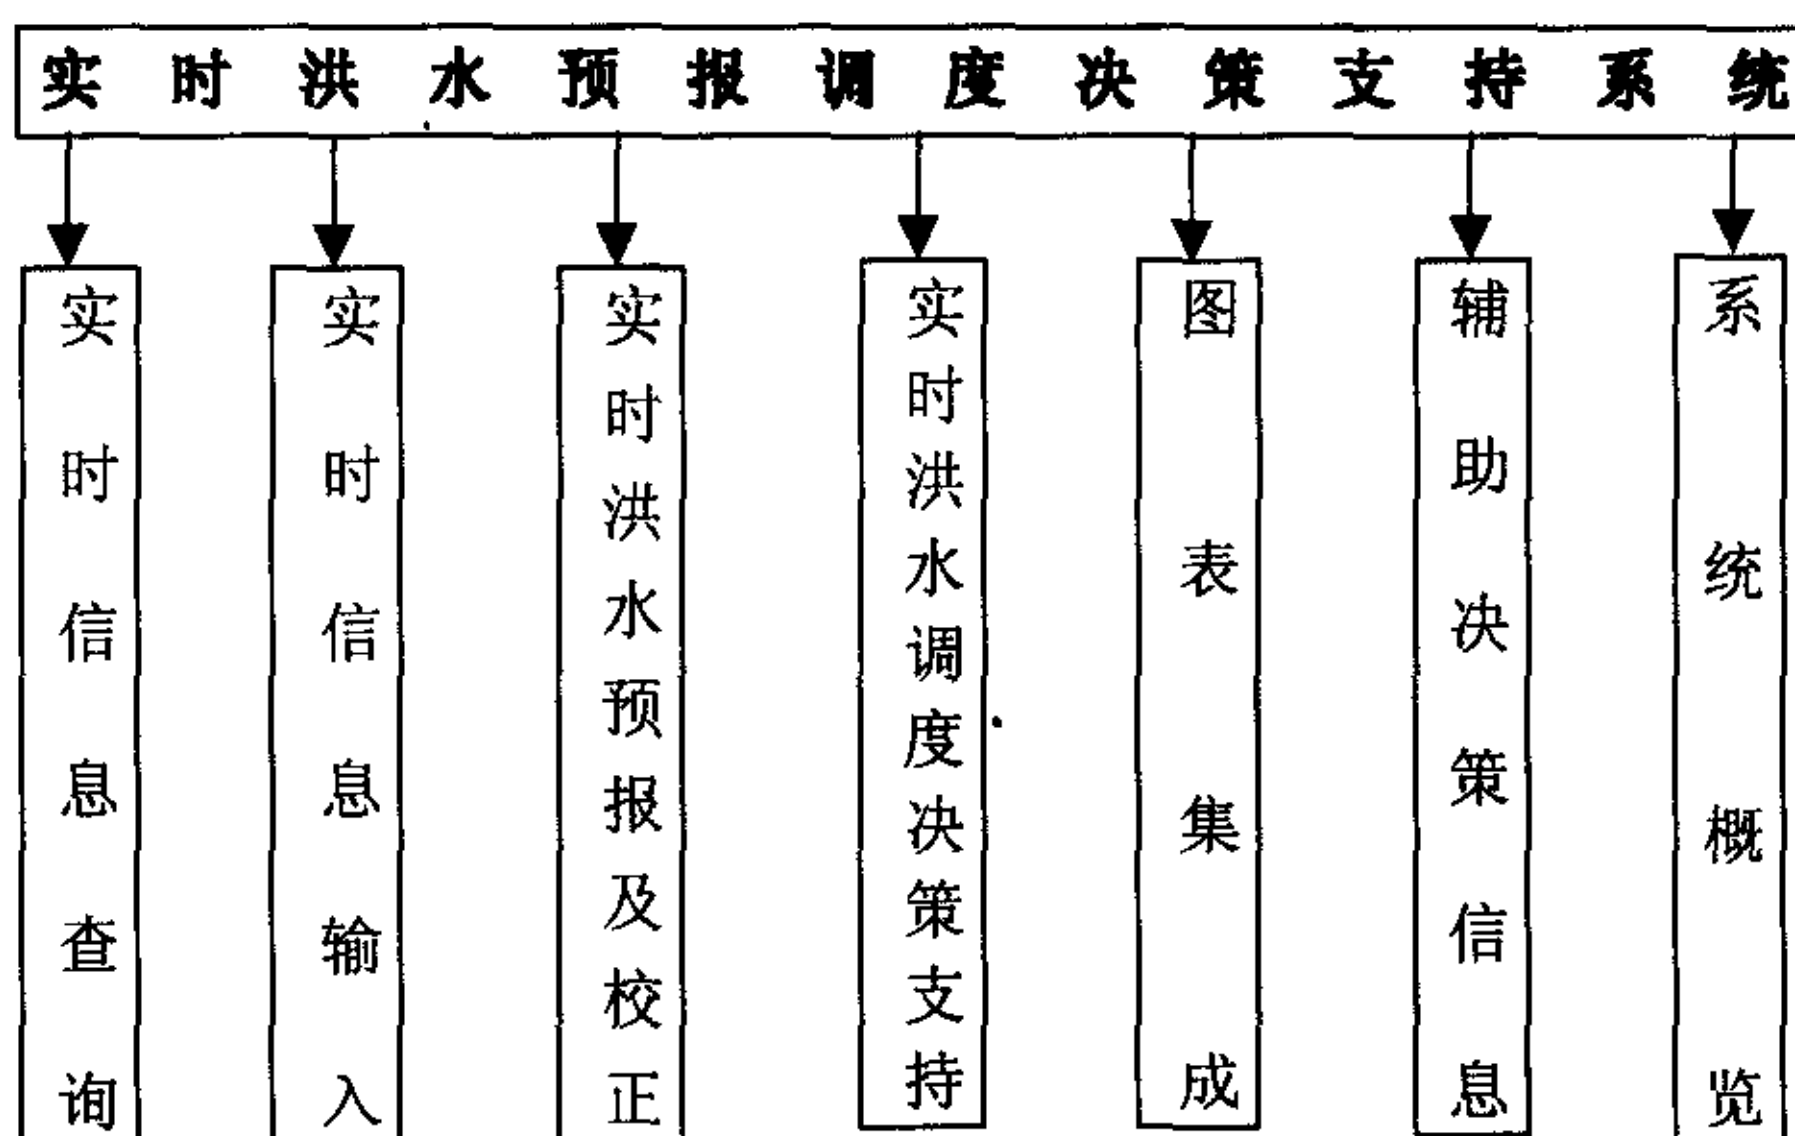 实时洪水预报调度决策支持系统
实时信息查询
实时信息输入
实时洪水预报及校正
实时洪水调度决策支持
图表集成
辅助决策信息
系统概览